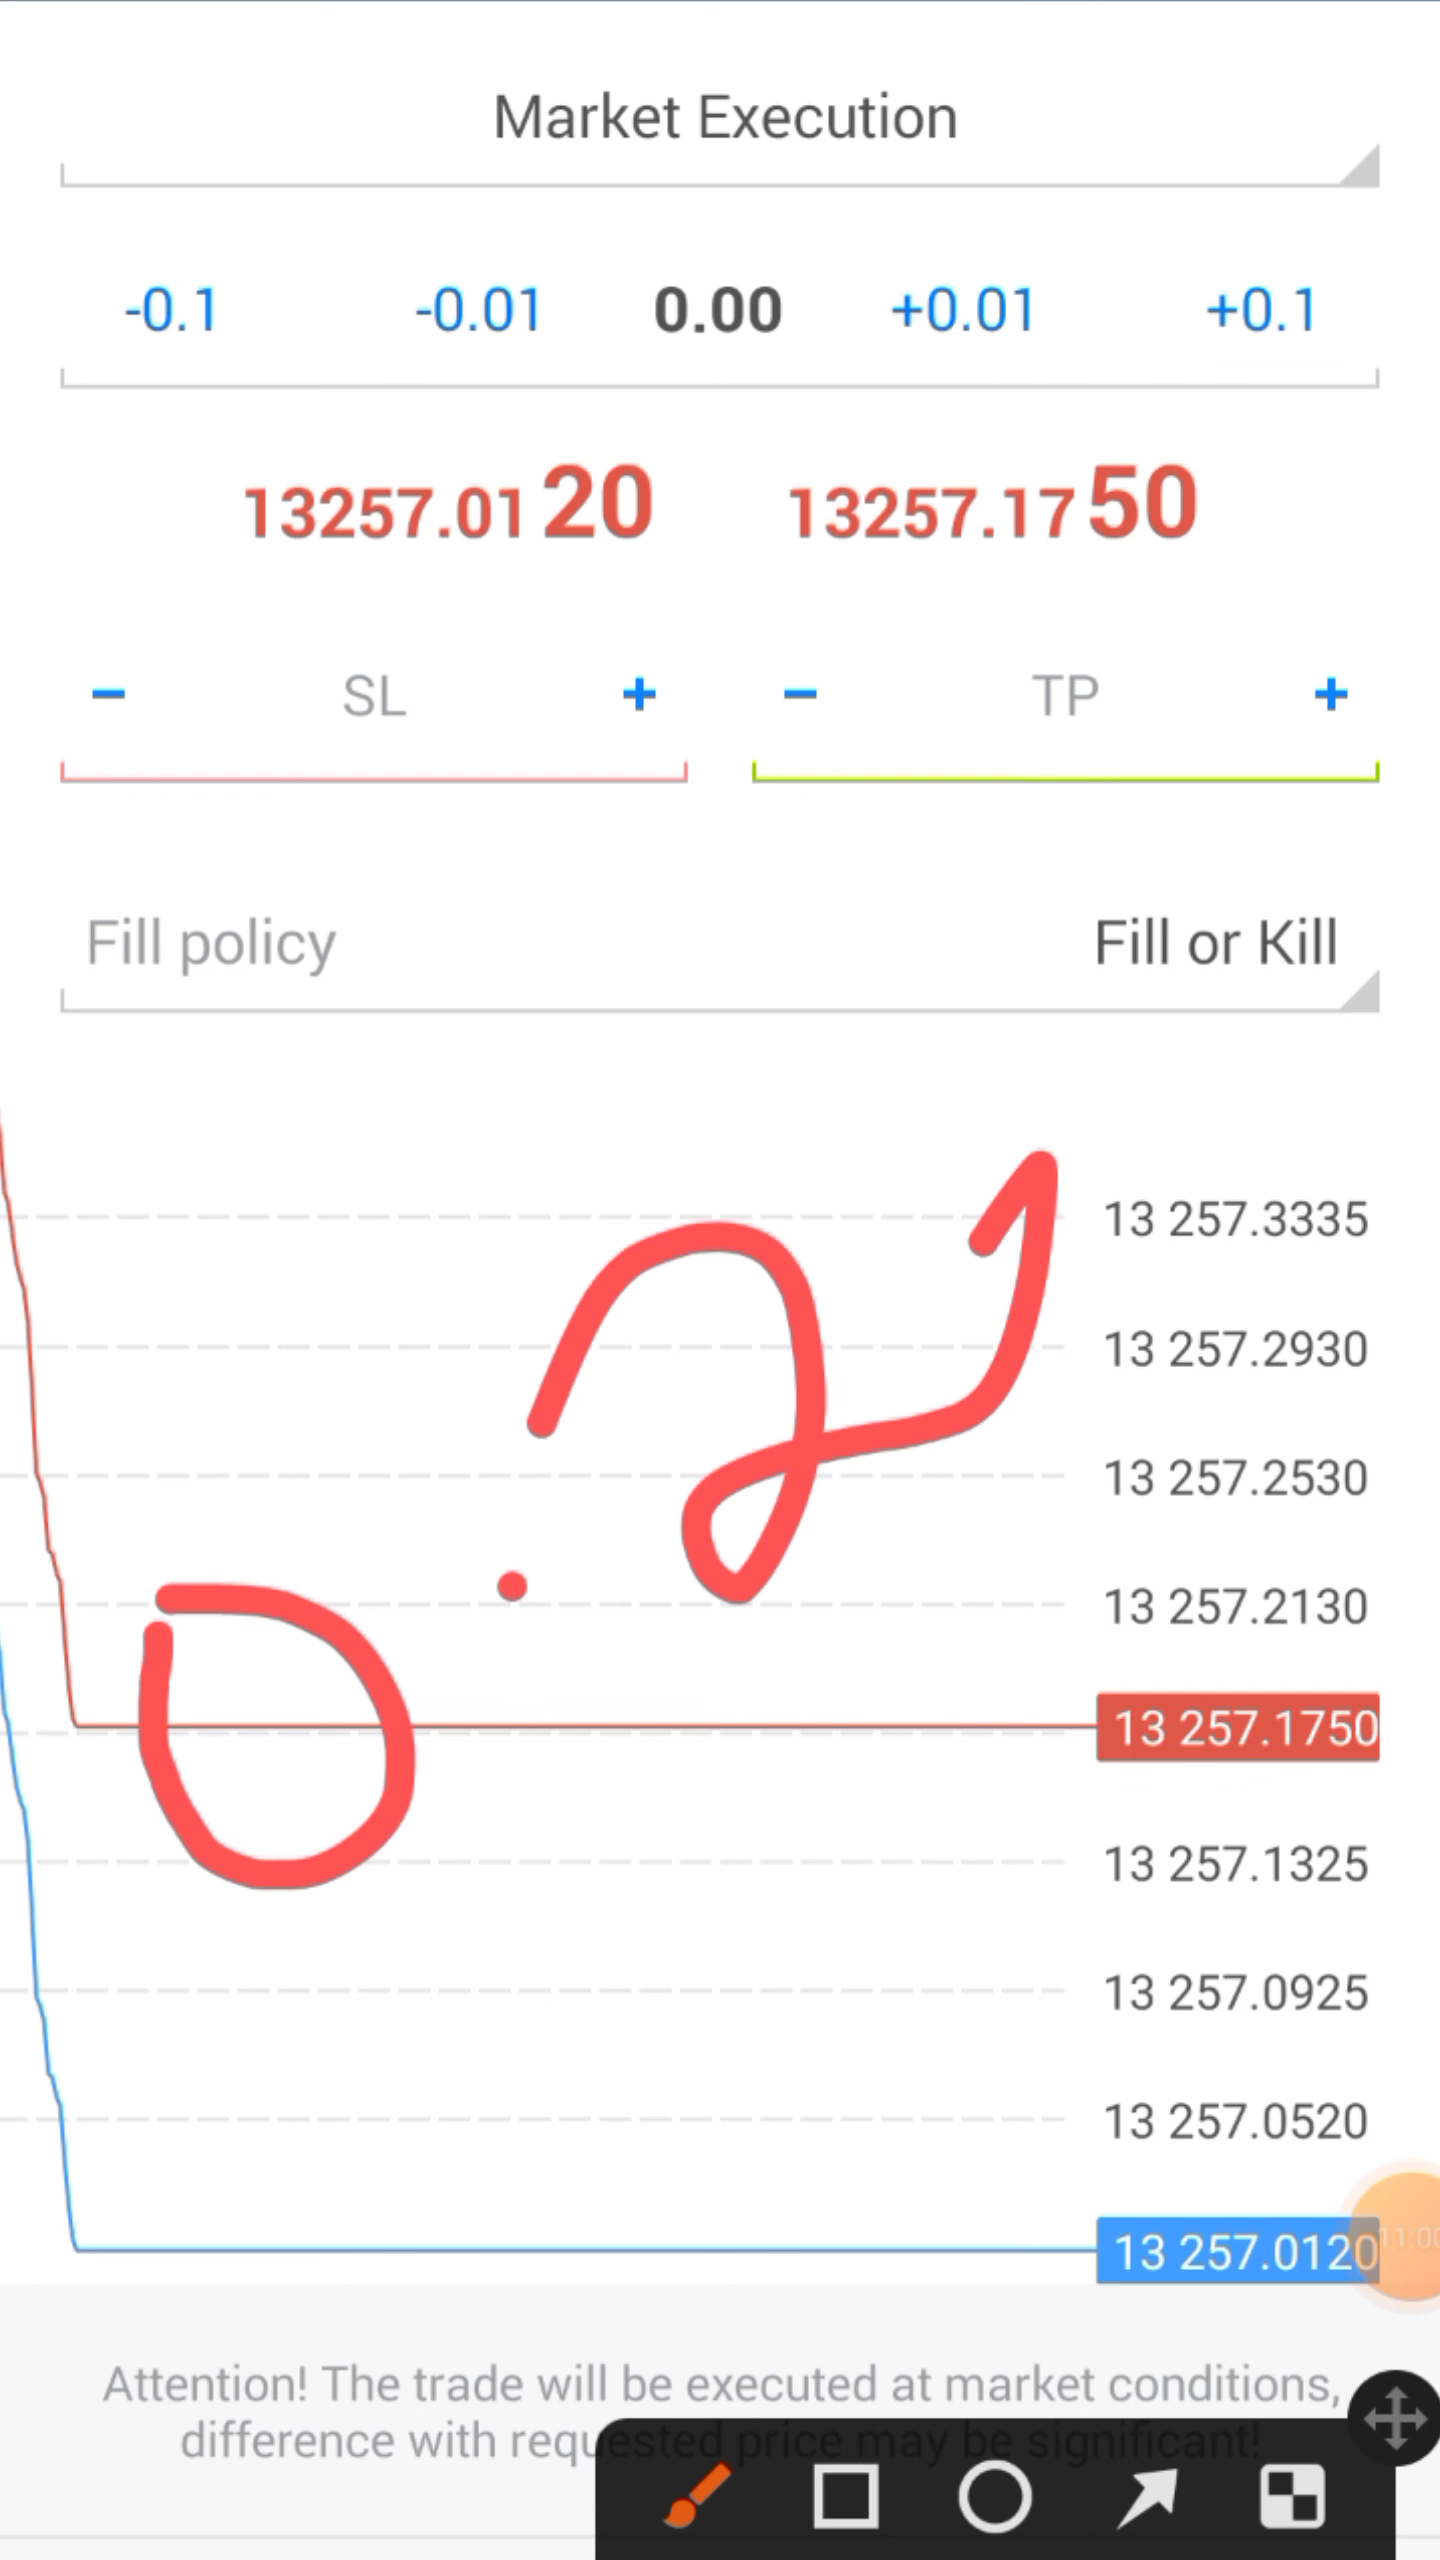 Market Execution
-0.1 -0.01 0.00 +0.01 +0.1
13257.0120 13257.1750
− SL + − TP +
Fill policy Fill or Kill
13 257.3335
13 257.2930
13 257.2530
13 257.2130
0.2
13 257.1750
13 257.1325
13 257.0925
13 257.0520
13 257.0120
Attention! The trade will be executed at market conditions,
difference with requested price may be significant!